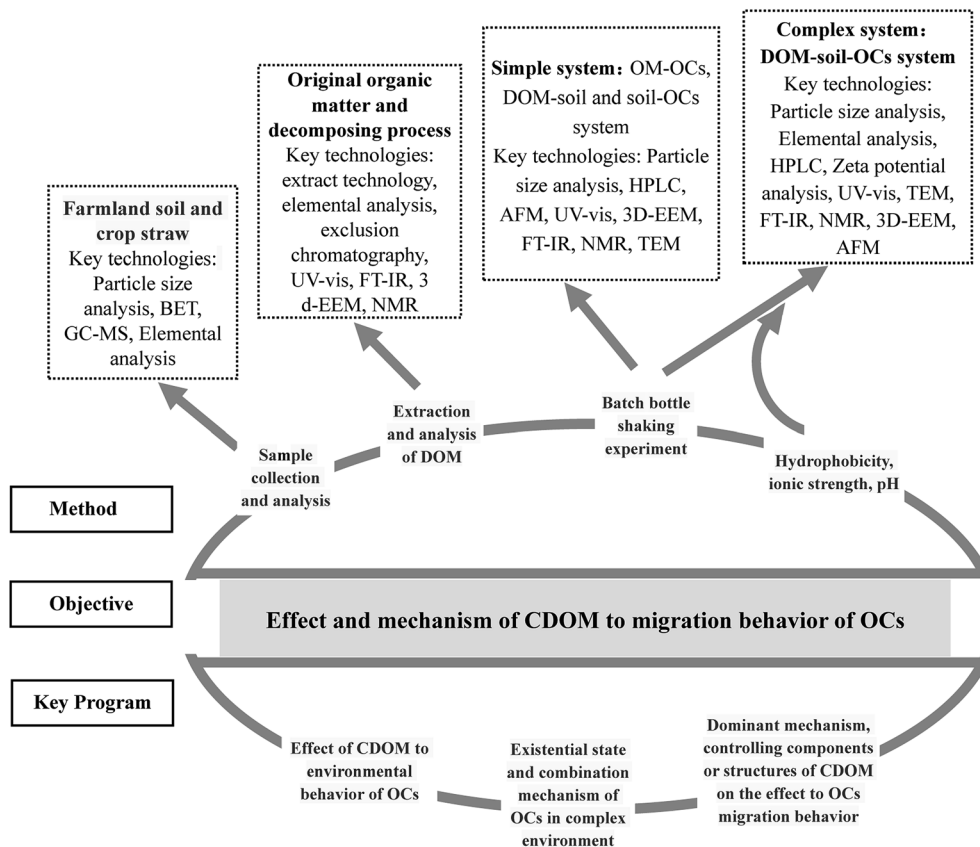 Farmland soil and
crop straw
Key technologies:
Particle size
analysis, BET,
GC-MS, Elemental
analysis
Original organic
matter and
decomposing process
Key technologies:
extract technology,
elemental analysis,
exclusion
chromatography,
UV-vis, FT-IR, 3
d-EEM, NMR
Simple system: OM-OCs,
DOM-soil and soil-OCs
system
Key technologies: Particle
size analysis, HPLC,
AFM, UV-vis, 3D-EEM,
FT-IR, NMR, TEM
Complex system:
DOM-soil-OCs system
Key technologies:
Particle size analysis,
Elemental analysis,
HPLC, Zeta potential
analysis, UV-vis, TEM,
FT-IR, NMR, 3D-EEM,
AFM
Sample
collection
and analysis
Extraction
and analysis
of DOM
Batch bottle
shaking
experiment
Hydrophobicity,
ionic strength, pH
Method
Objective
Effect and mechanism of CDOM to migration behavior of OCs
Key Program
Effect of CDOM to
environmental
behavior of OCs
Existential state
and combination
mechanism of
OCs in complex
environment
Dominant mechanism,
controlling components
or structures of CDOM
on the effect to OCs
migration behavior